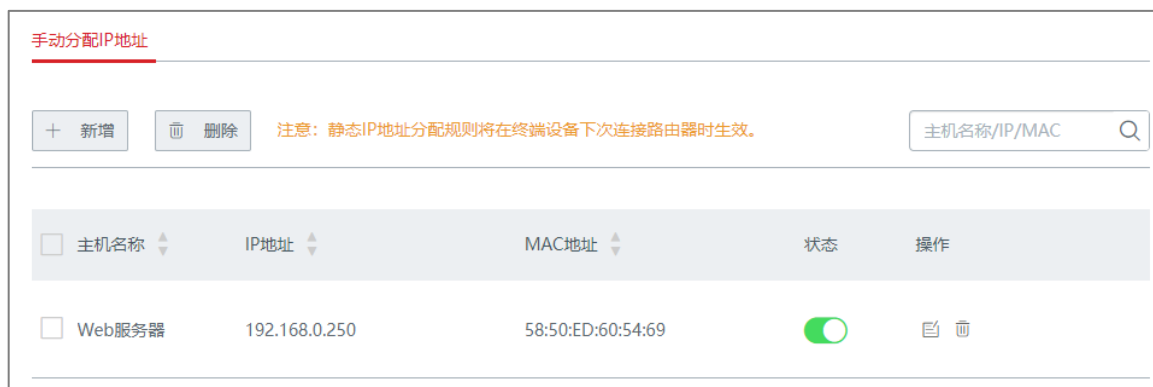 手动分配IP地址
新增 删除 注意：静态IP地址分配规则将在终端设备下次连接路由器时生效。 主机名称/IP/MAC
主机名称 IP地址 MAC地址 状态 操作
Web服务器 192.168.0.250 58:50:ED:60:54:69